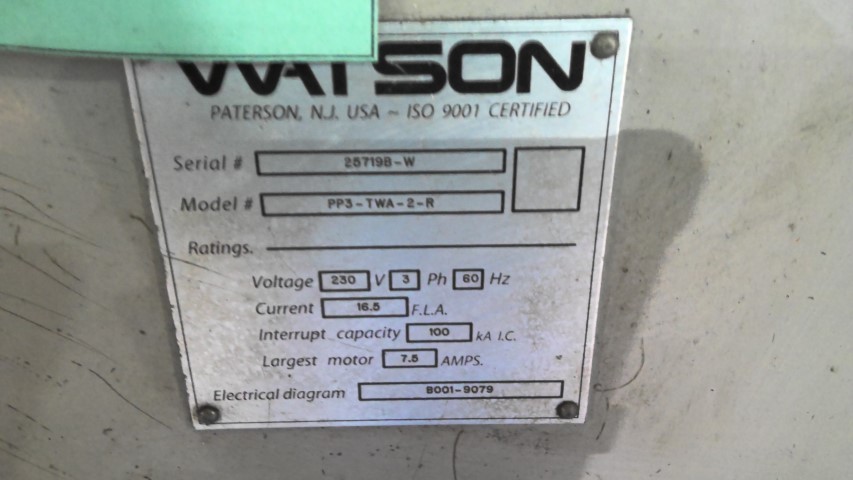 WATSON
PATERSON, N.J. USA ~ ISO 9001 CERTIFIED
Serial # 25719B-W
Model # PP3-TWA-2-R
Ratings.
Voltage 230 V 3 Ph 60 Hz
Current 16.5 F.L.A.
Interrupt capacity 100 kA I.C.
Largest motor 7.5 AMPS.
Electrical diagram B001-9079